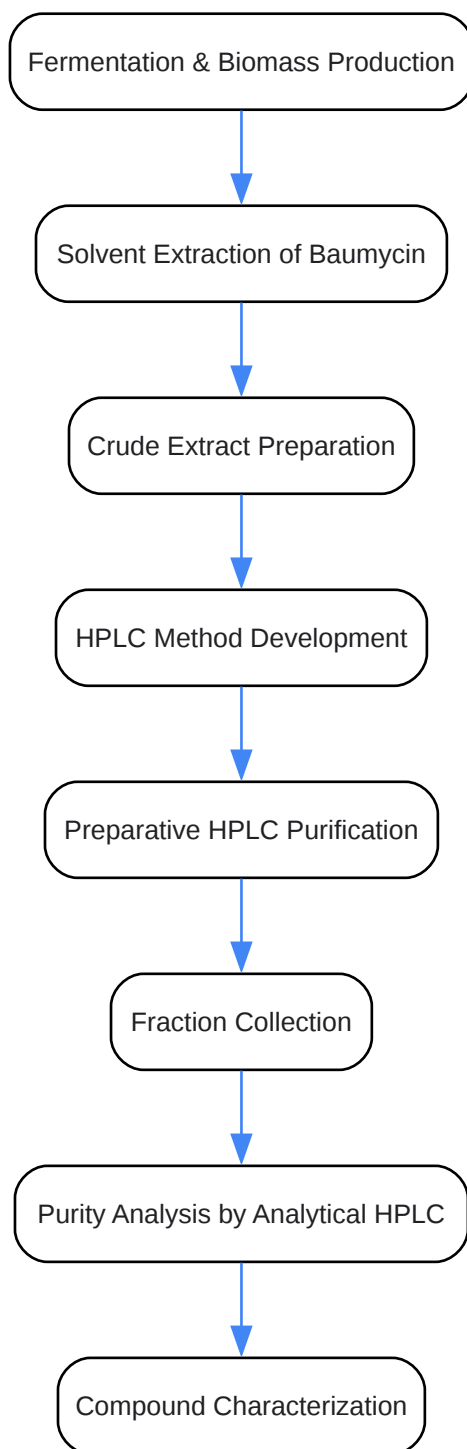 Fermentation & Biomass Production
Solvent Extraction of Baumycin
Crude Extract Preparation
HPLC Method Development
Preparative HPLC Purification
Fraction Collection
Purity Analysis by Analytical HPLC
Compound Characterization